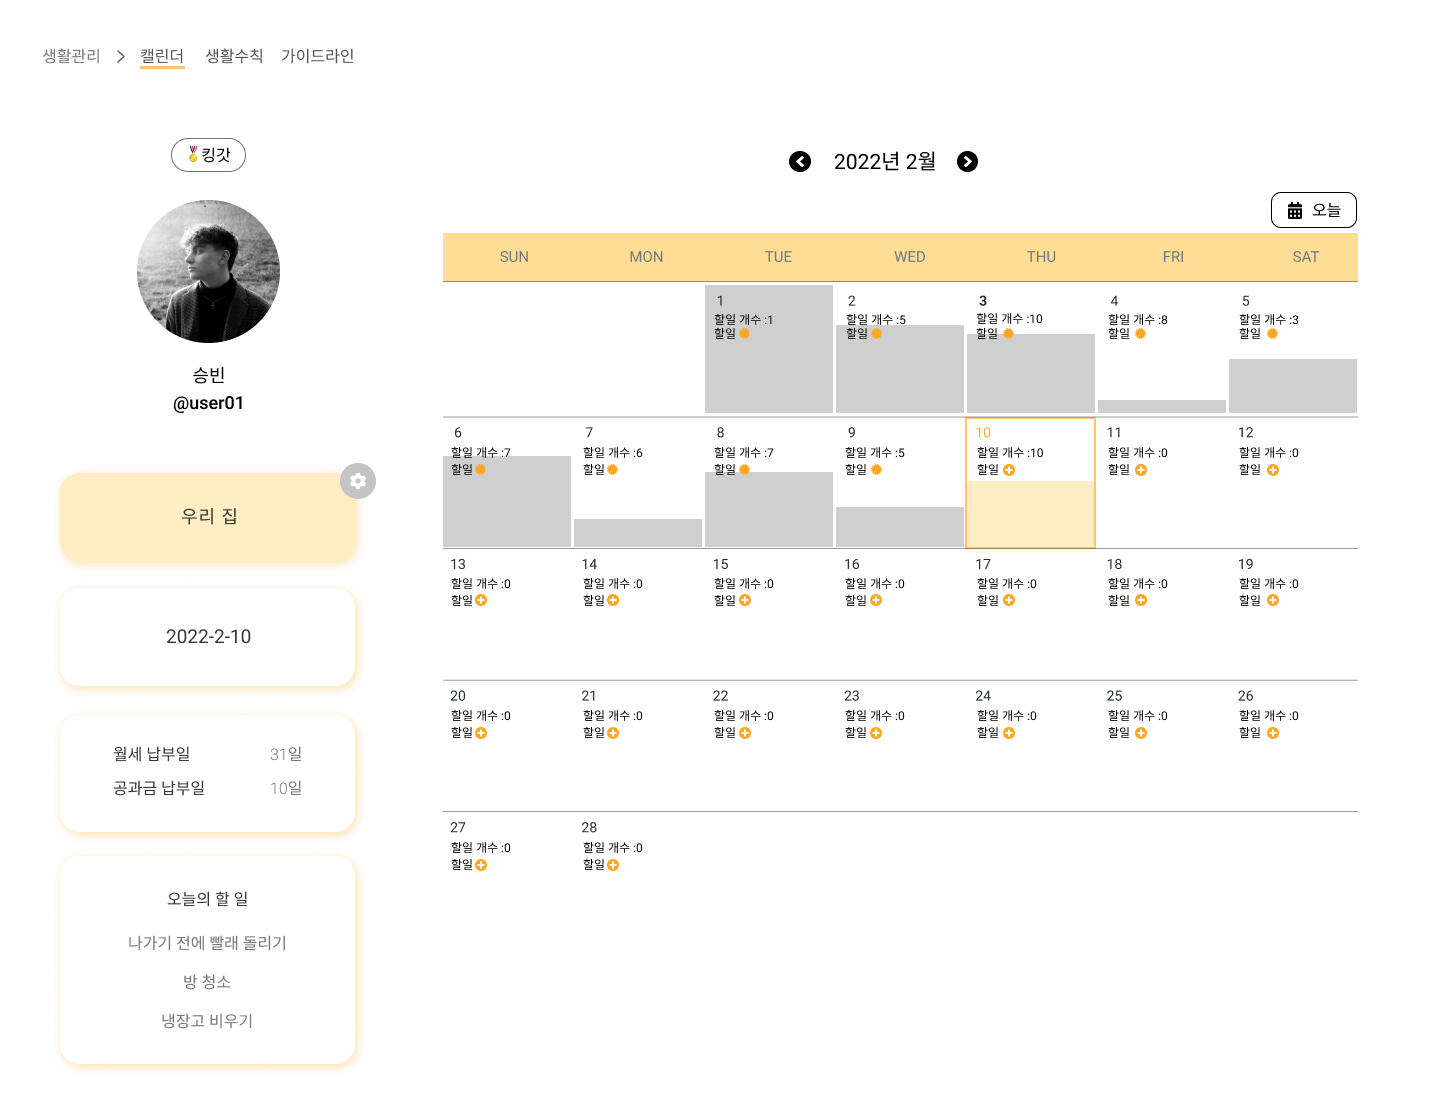 생활관리 > 캘린더 생활수칙 가이드라인
킹갓
승빈
@user01
우리 집
2022-2-10
월세 납부일 31일
공과금 납부일 10일
오늘의 할 일
나가기 전에 빨래 돌리기
방 청소
냉장고 비우기
2022년 2월
오늘
SUN MON TUE WED THU FRI SAT
1 2 3 4 5
할일 개수 :1 할일 개수 :5 할일 개수 :10 할일 개수 :8 할일 개수 :3
할일 할일 할일 할일 할일
6 7 8 9 10 11 12
할일 개수 :7 할일 개수 :6 할일 개수 :7 할일 개수 :5 할일 개수 :10 할일 개수 :0 할일 개수 :0
할일 할일 할일 할일 할일 할일 할일
13 14 15 16 17 18 19
할일 개수 :0 할일 개수 :0 할일 개수 :0 할일 개수 :0 할일 개수 :0 할일 개수 :0 할일 개수 :0
할일 할일 할일 할일 할일 할일 할일
20 21 22 23 24 25 26
할일 개수 :0 할일 개수 :0 할일 개수 :0 할일 개수 :0 할일 개수 :0 할일 개수 :0 할일 개수 :0
할일 할일 할일 할일 할일 할일 할일
27 28
할일 개수 :0 할일 개수 :0
할일 할일